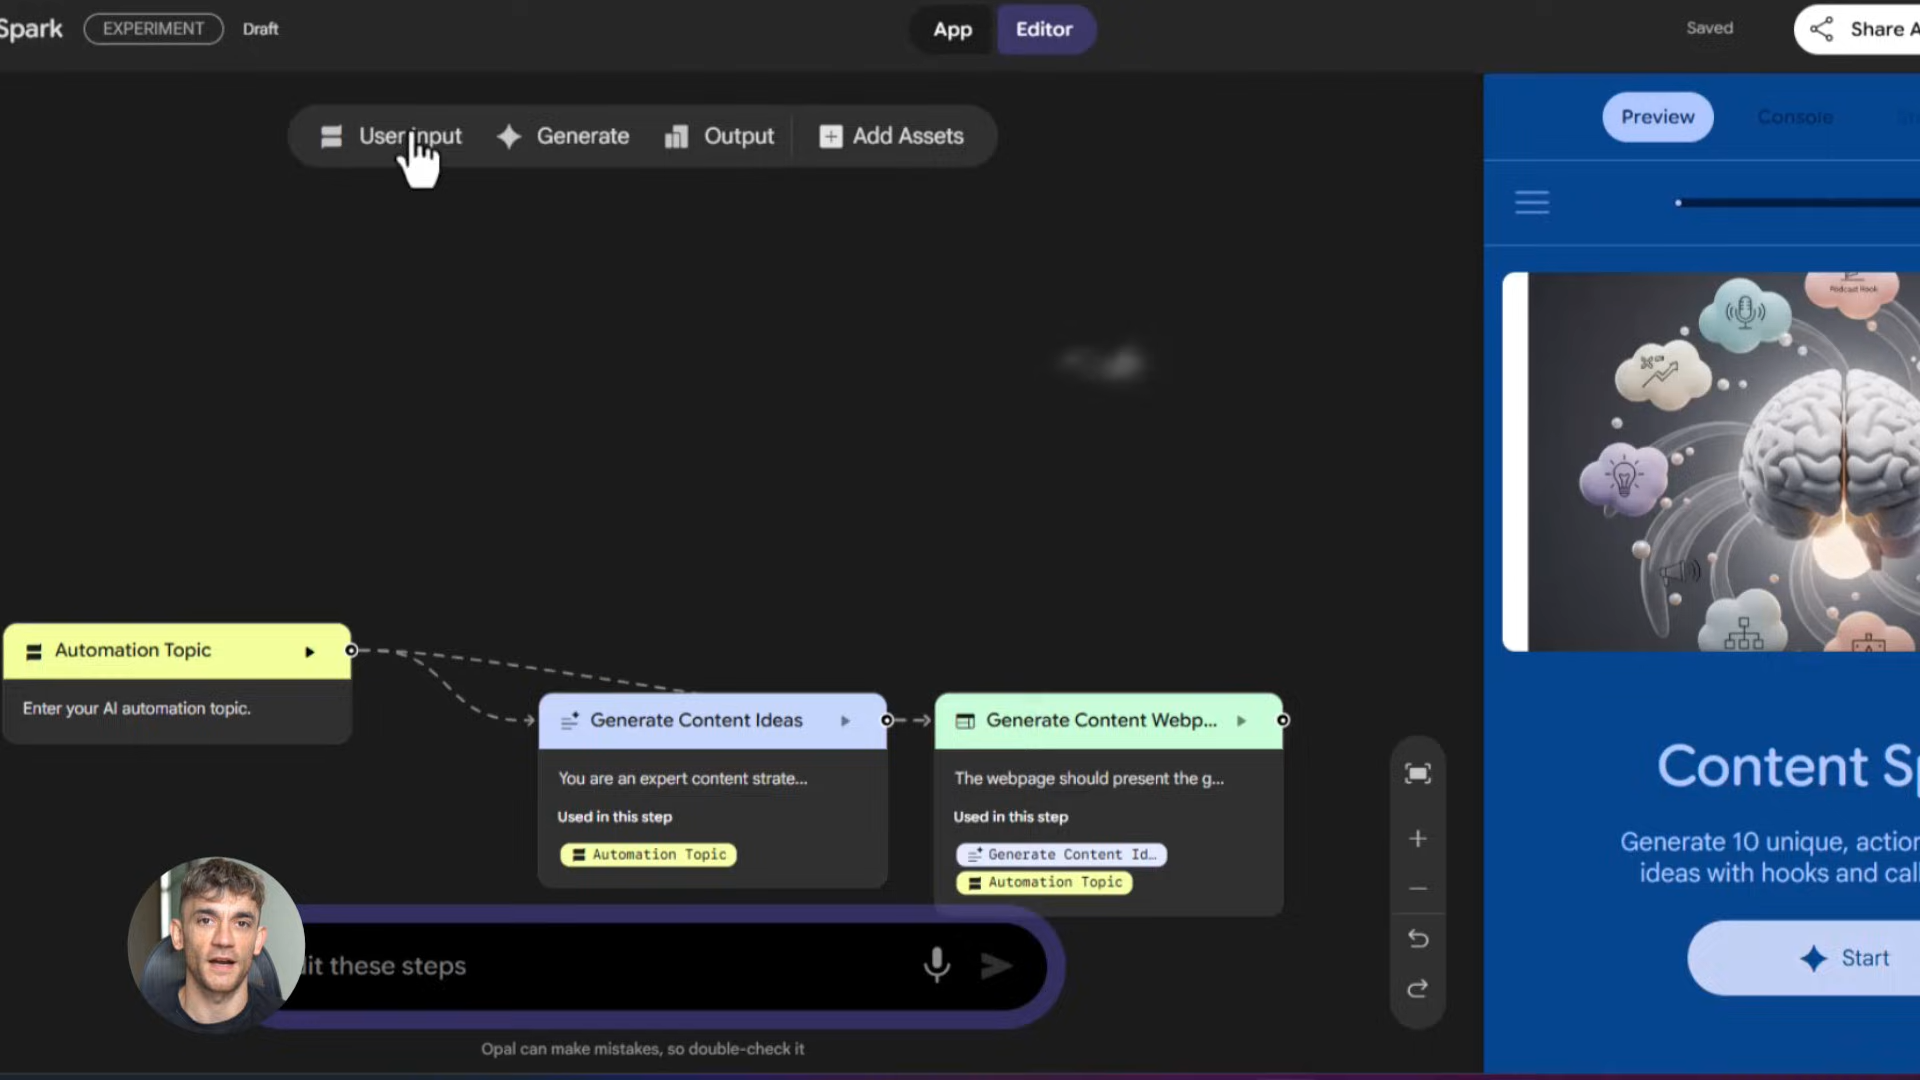 Spark EXPERIMENT Draft
App Editor
Saved
Share A
User input Generate Output Add Assets
Preview Console
Podcast Hook
Automation Topic
Enter your AI automation topic.
Generate Content Ideas
You are an expert content strate...
Used in this step
Automation Topic
Generate Content Webp...
The webpage should present the g...
Used in this step
Generate Content Id…
Automation Topic
it these steps
Opal can make mistakes, so double-check it
Content Sp
Generate 10 unique, action
ideas with hooks and call
Start